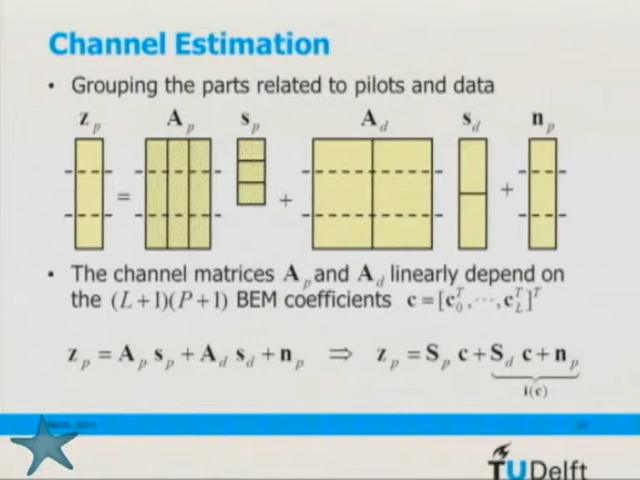 Channel Estimation
• Grouping the parts related to pilots and data
z_p A_p s_p A_d s_d n_p
= + +
• The channel matrices A_p and A_d linearly depend on
the (L+1)(P+1) BEM coefficients c = [c_0^T, ⋯, c_L^T]^T
z_p = A_p s_p + A_d s_d + n_p ⇒ z_p = S_p c + S_d c + n_p
i(c)
TUDelft